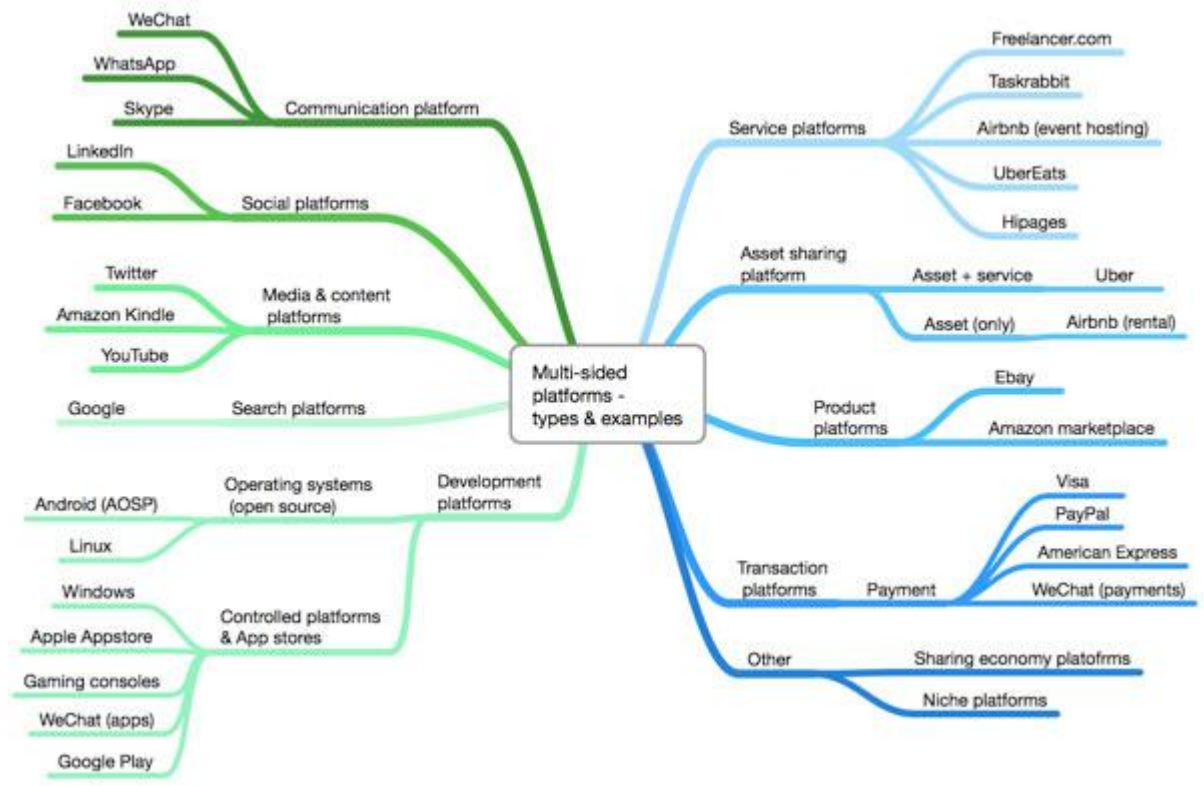 WeChat
WhatsApp
Skype
Communication platform
LinkedIn
Facebook
Social platforms
Twitter
Amazon Kindle
YouTube
Media & content
platforms
Google
Search platforms
Android (AOSP)
Linux
Operating systems
(open source)
Development
platforms
Windows
Apple Appstore
Gaming consoles
WeChat (apps)
Google Play
Controlled platforms
& App stores
Multi-sided
platforms -
types & examples
Service platforms
Freelancer.com
Taskrabbit
Airbnb (event hosting)
UberEats
Hipages
Asset sharing
platform
Asset + service
Uber
Asset (only)
Airbnb (rental)
Product
platforms
Ebay
Amazon marketplace
Transaction
platforms
Payment
Visa
PayPal
American Express
WeChat (payments)
Other
Sharing economy platofrms
Niche platforms